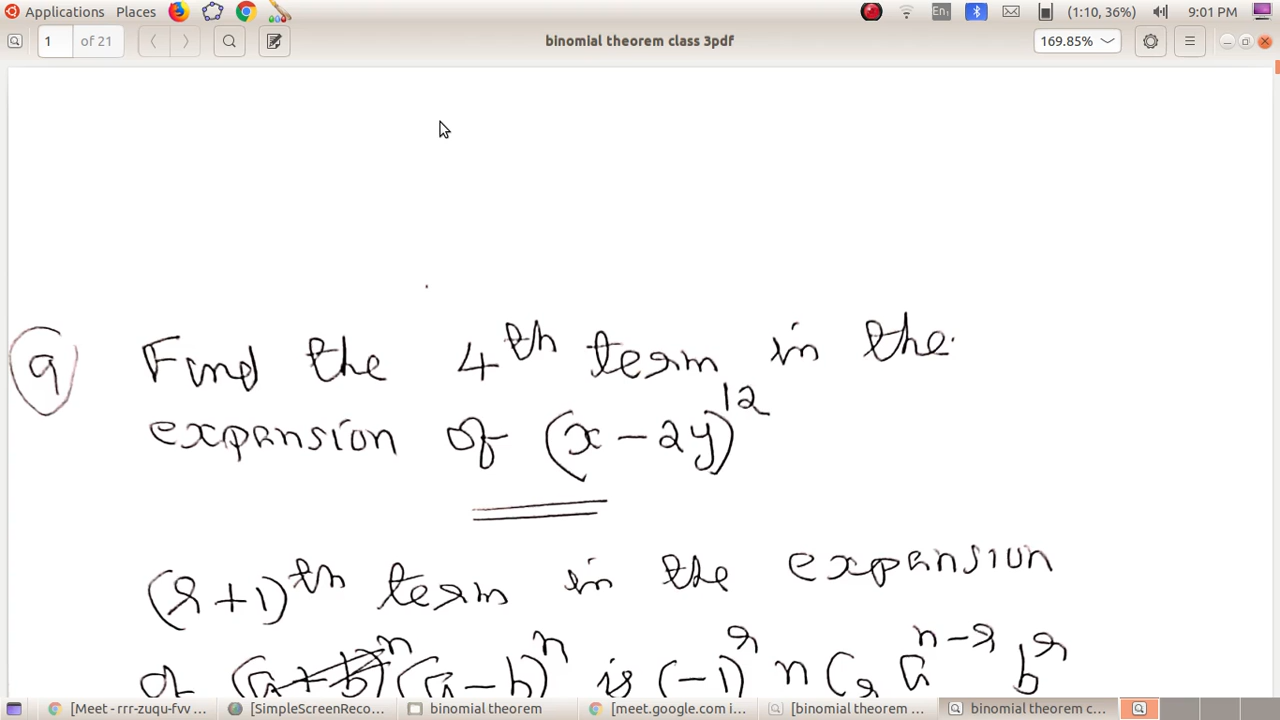 Applications Places En₁ (1:10, 36%) 9:01 PM
1 of 21 binomial theorem class 3pdf 169.85%
9 Find the 4th term in the
expansion of (x - 2y)^12
(r+1)th term in the expansion
of (a+b)^n (a-b)^n is (-1)^r n C_r a^n-r b^r
[Meet - rrr-zuqu-fvv ... [SimpleScreenReco... binomial theorem [meet.google.com i... [binomial theorem ... binomial theorem c...